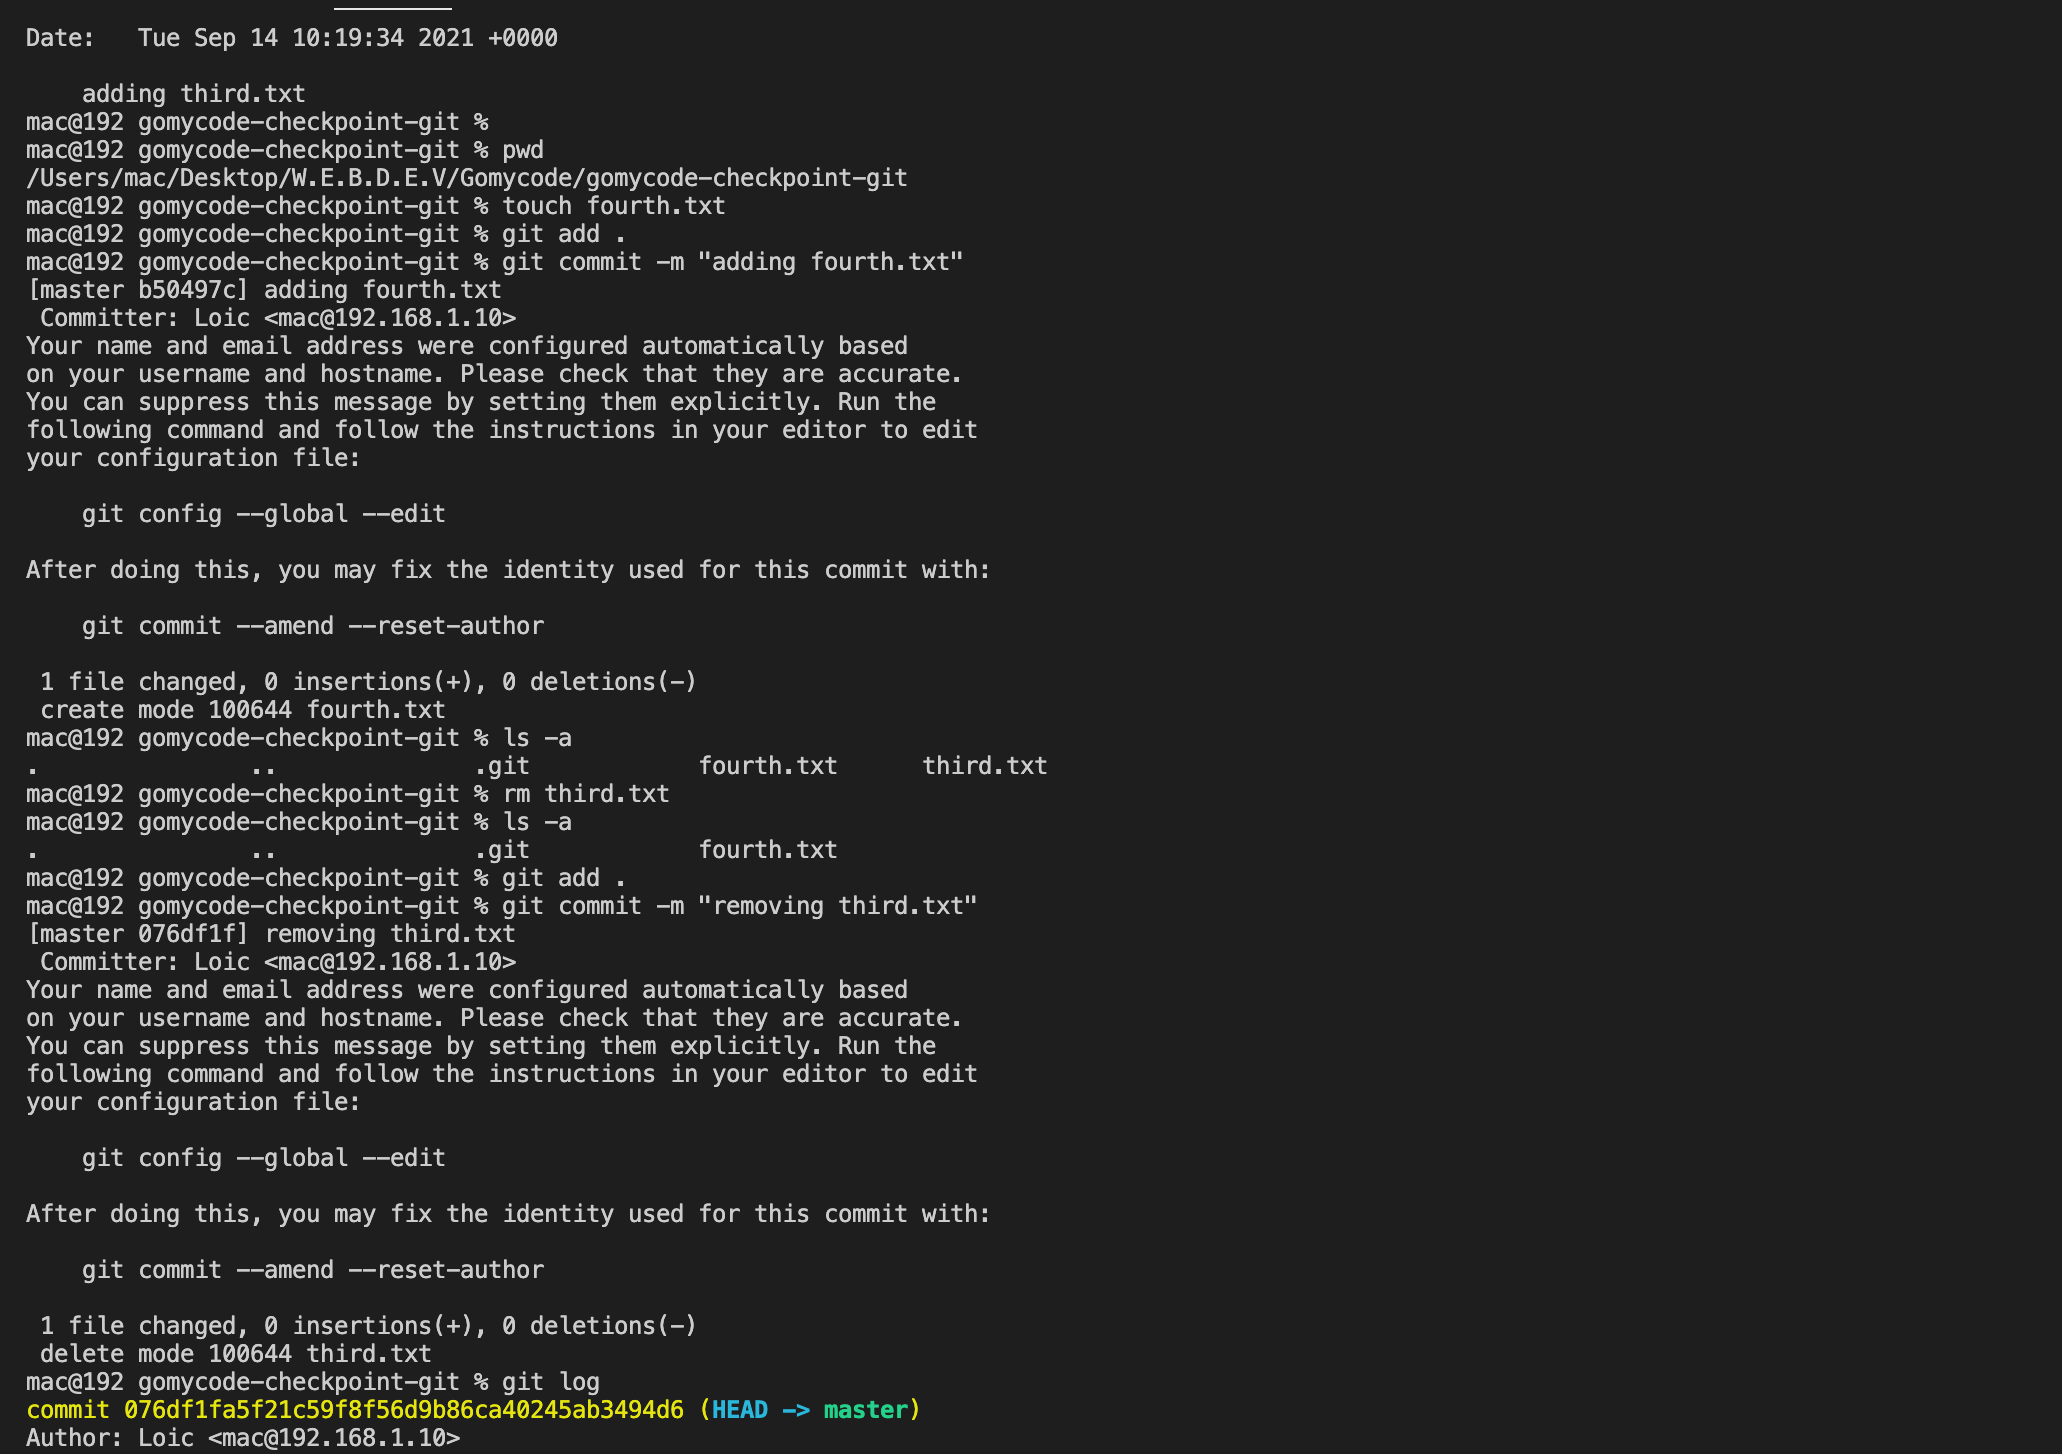 Date:   Tue Sep 14 10:19:34 2021 +0000
    adding third.txt
mac@192 gomycode-checkpoint-git %
mac@192 gomycode-checkpoint-git % pwd
/Users/mac/Desktop/W.E.B.D.E.V/Gomycode/gomycode-checkpoint-git
mac@192 gomycode-checkpoint-git % touch fourth.txt
mac@192 gomycode-checkpoint-git % git add .
mac@192 gomycode-checkpoint-git % git commit -m "adding fourth.txt"
[master b50497c] adding fourth.txt
 Committer: Loic <mac@192.168.1.10>
Your name and email address were configured automatically based
on your username and hostname. Please check that they are accurate.
You can suppress this message by setting them explicitly. Run the
following command and follow the instructions in your editor to edit
your configuration file:
    git config --global --edit
After doing this, you may fix the identity used for this commit with:
    git commit --amend --reset-author
 1 file changed, 0 insertions(+), 0 deletions(-)
 create mode 100644 fourth.txt
mac@192 gomycode-checkpoint-git % ls -a
.               ..              .git            fourth.txt      third.txt
mac@192 gomycode-checkpoint-git % rm third.txt
mac@192 gomycode-checkpoint-git % ls -a
.               ..              .git            fourth.txt
mac@192 gomycode-checkpoint-git % git add .
mac@192 gomycode-checkpoint-git % git commit -m "removing third.txt"
[master 076df1f] removing third.txt
 Committer: Loic <mac@192.168.1.10>
Your name and email address were configured automatically based
on your username and hostname. Please check that they are accurate.
You can suppress this message by setting them explicitly. Run the
following command and follow the instructions in your editor to edit
your configuration file:
    git config --global --edit
After doing this, you may fix the identity used for this commit with:
    git commit --amend --reset-author
 1 file changed, 0 insertions(+), 0 deletions(-)
 delete mode 100644 third.txt
mac@192 gomycode-checkpoint-git % git log
commit 076df1fa5f21c59f8f56d9b86ca40245ab3494d6 (HEAD -> master)
Author: Loic <mac@192.168.1.10>